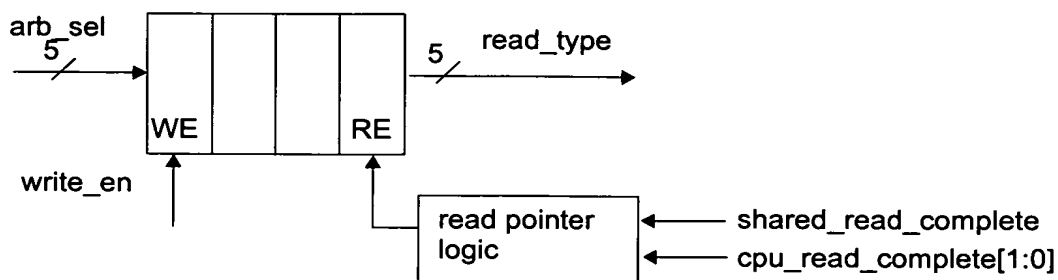 arb_sel
5
5
read_type
WE
RE
write_en
read pointer
logic
shared_read_complete
cpu_read_complete[1:0]